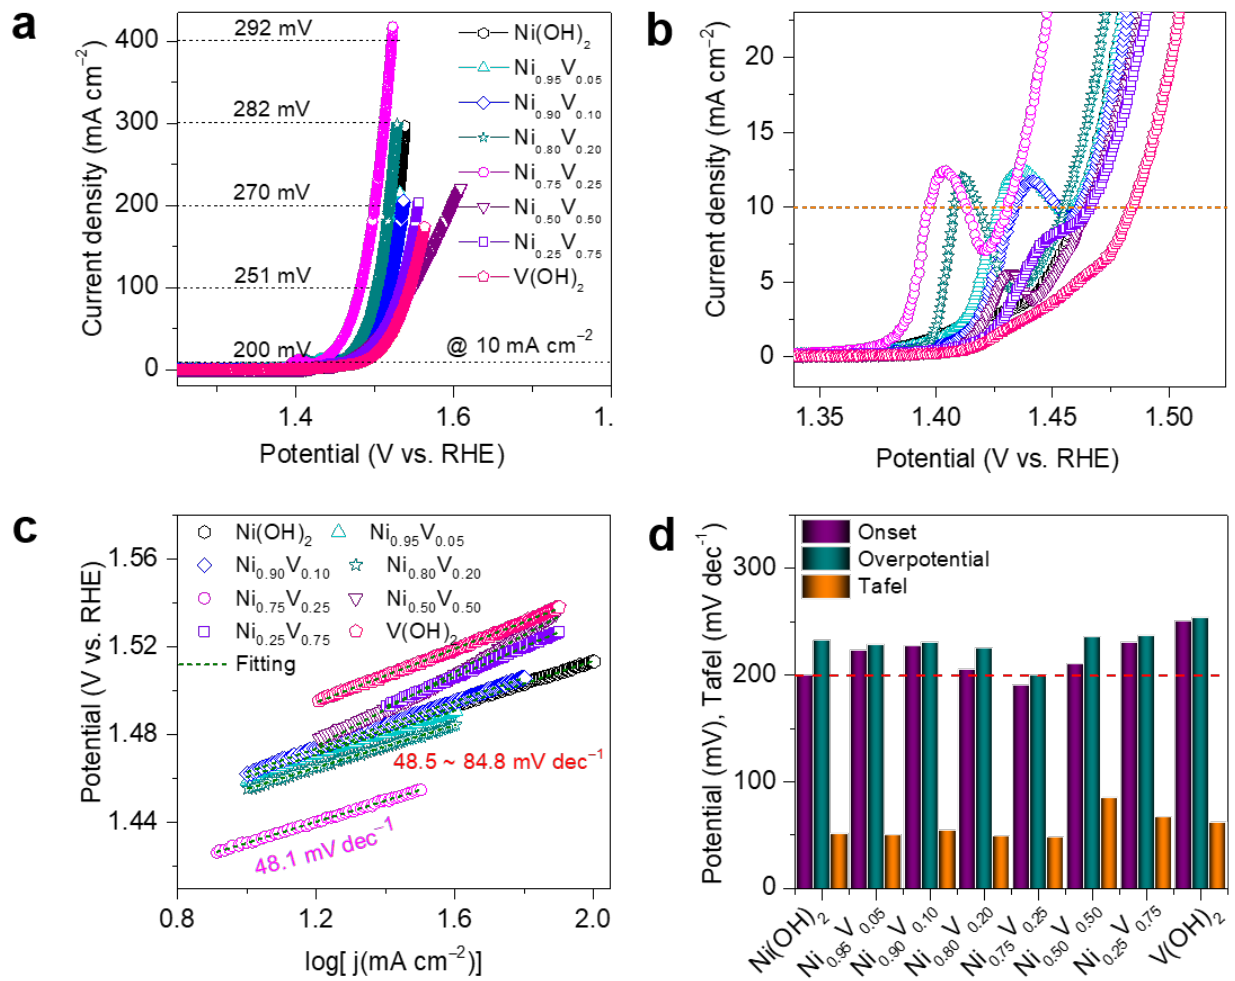 a
Current density (mA cm⁻²)
400
300
200
100
0
292 mV
282 mV
270 mV
251 mV
200 mV
@ 10 mA cm⁻²
Ni(OH)₂
Ni₀.₉₅V₀.₀₅
Ni₀.₉₀V₀.₁₀
Ni₀.₈₀V₀.₂₀
Ni₀.₇₅V₀.₂₅
Ni₀.₅₀V₀.₅₀
Ni₀.₂₅V₀.₇₅
V(OH)₂
1.4 1.6 1.
Potential (V vs. RHE)
b
Current density (mA cm⁻²)
20
15
10
5
0
1.35 1.40 1.45 1.50
Potential (V vs. RHE)
c
Potential (V vs. RHE)
1.56
1.52
1.48
1.44
Ni(OH)₂ Ni₀.₉₅V₀.₀₅
Ni₀.₉₀V₀.₁₀ Ni₀.₈₀V₀.₂₀
Ni₀.₇₅V₀.₂₅ Ni₀.₅₀V₀.₅₀
Ni₀.₂₅V₀.₇₅ V(OH)₂
Fitting
48.5 ~ 84.8 mV dec⁻¹
48.1 mV dec⁻¹
0.8 1.2 1.6 2.0
log[ j(mA cm⁻²)]
d
Potential (mV), Tafel (mV dec⁻¹)
300
200
100
0
Onset
Overpotential
Tafel
Ni(OH)₂
Ni₀.₉₅V₀.₀₅
Ni₀.₉₀V₀.₁₀
Ni₀.₈₀V₀.₂₀
Ni₀.₇₅V₀.₂₅
Ni₀.₅₀V₀.₅₀
Ni₀.₂₅V₀.₇₅
V(OH)₂